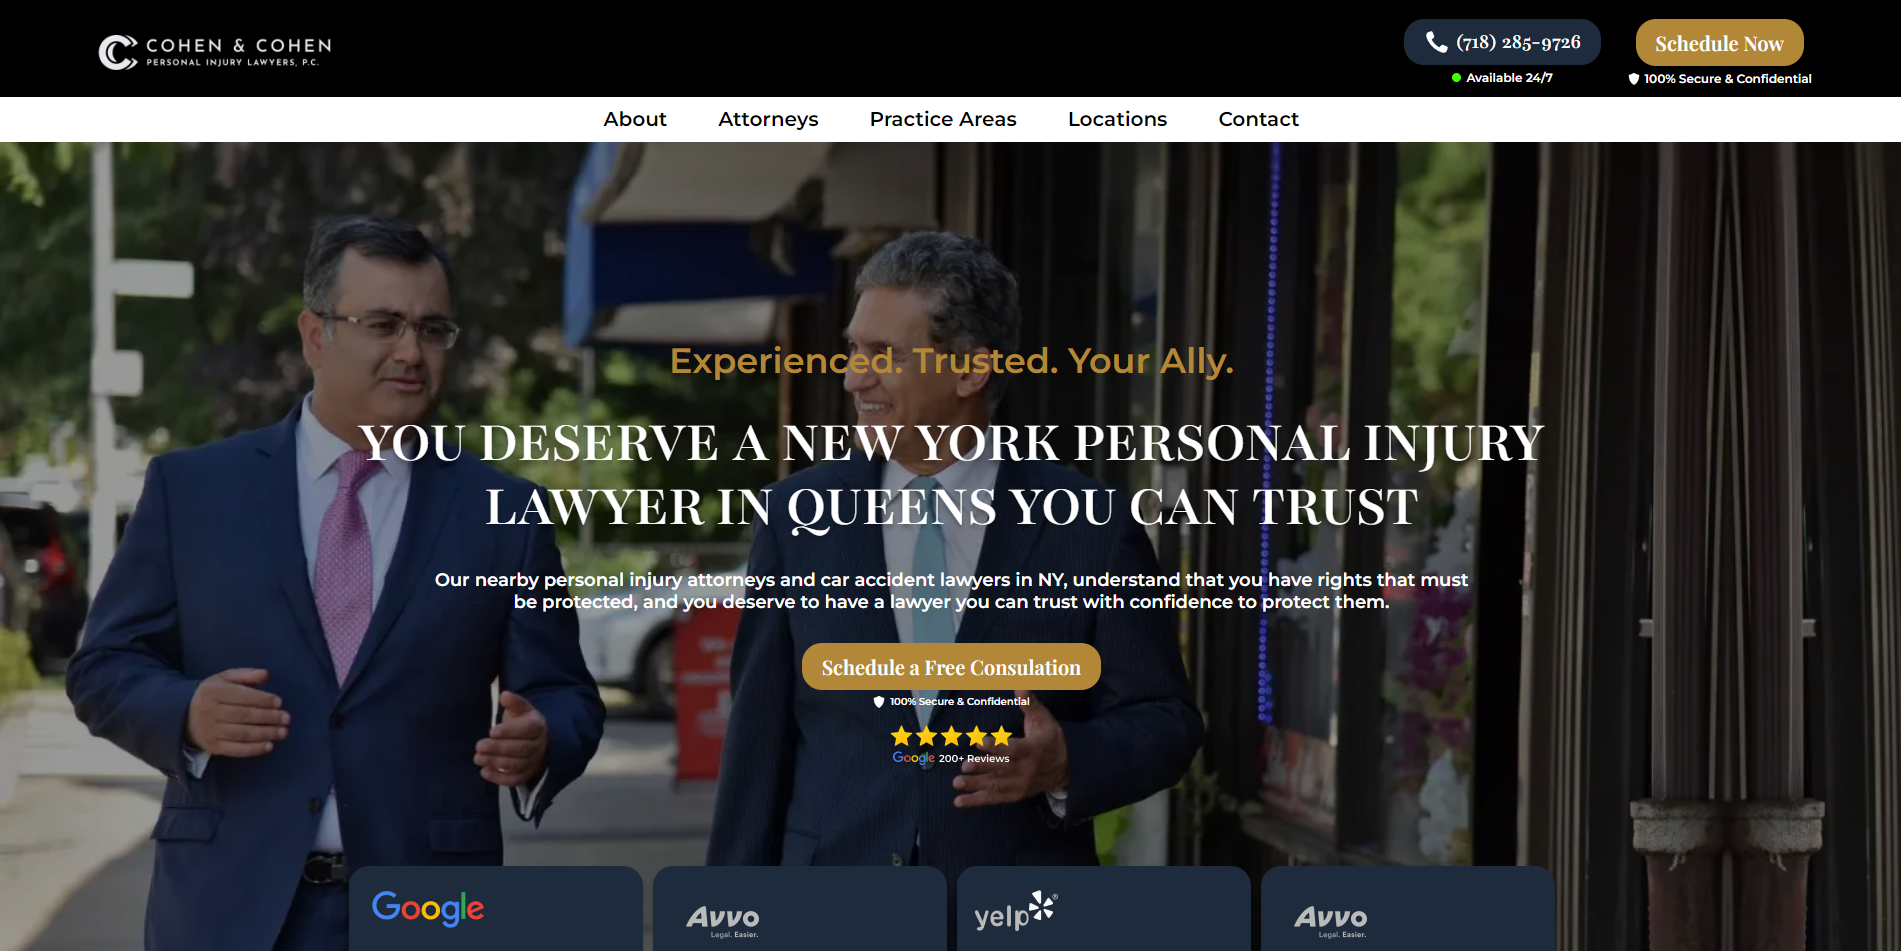 COHEN & COHEN
PERSONAL INJURY LAWYERS, P.C.
(718) 285-9726
Available 24/7
Schedule Now
100% Secure & Confidential
About
Attorneys
Practice Areas
Locations
Contact
Experienced. Trusted. Your Ally.
YOU DESERVE A NEW YORK PERSONAL INJURY
LAWYER IN QUEENS YOU CAN TRUST
Our nearby personal injury attorneys and car accident lawyers in NY, understand that you have rights that must
be protected, and you deserve to have a lawyer you can trust with confidence to protect them.
Schedule a Free Consulation
100% Secure & Confidential
Google 200+ Reviews
Google
Avvo
Legal. Easier.
yelp
Avvo
Legal. Easier.